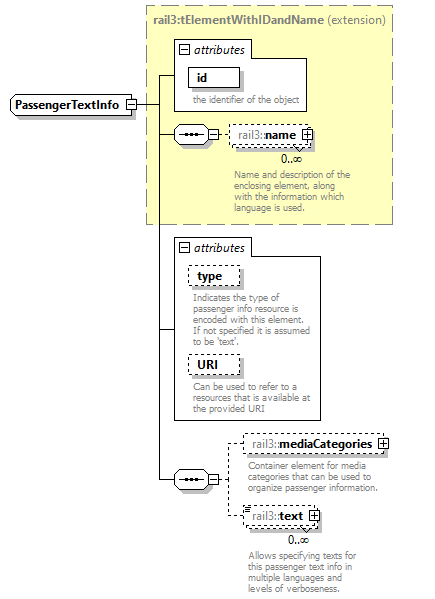 rail3:tElementWithIDandName (extension)
attributes
id
the identifier of the object
PassengerTextInfo
rail3::name
0..∞
Name and description of the
enclosing element, along
with the information which
language is used.
attributes
type
Indicates the type of
passenger info resource is
encoded with this element.
If not specified it is assumed
to be 'text'.
URI
Can be used to refer to a
resources that is available at
the provided URI
rail3::mediaCategories
Container element for media
categories that can be used to
organize passenger information.
rail3::text
0..∞
Allows specifying texts for
this passenger text info in
multiple languages and
levels of verboseness.